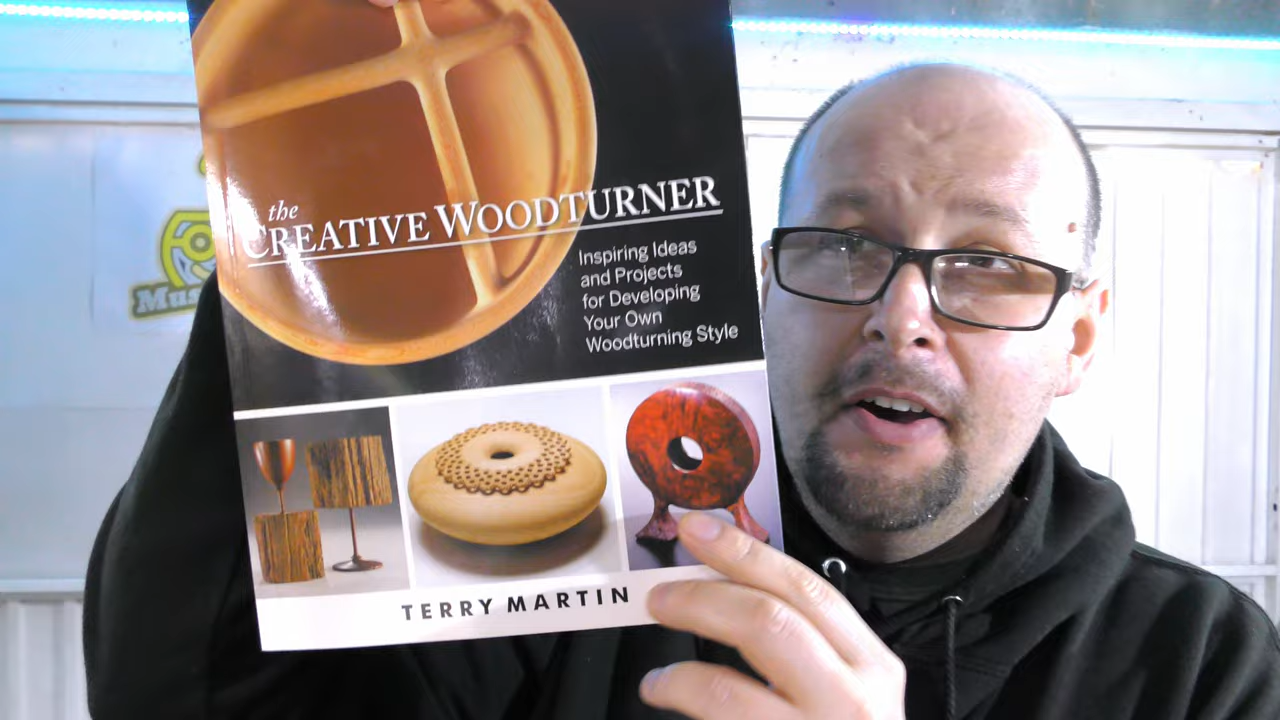 the
CREATIVE WOODTURNER
Inspiring Ideas
and Projects
for Developing
Your Own
Woodturning Style
TERRY MARTIN